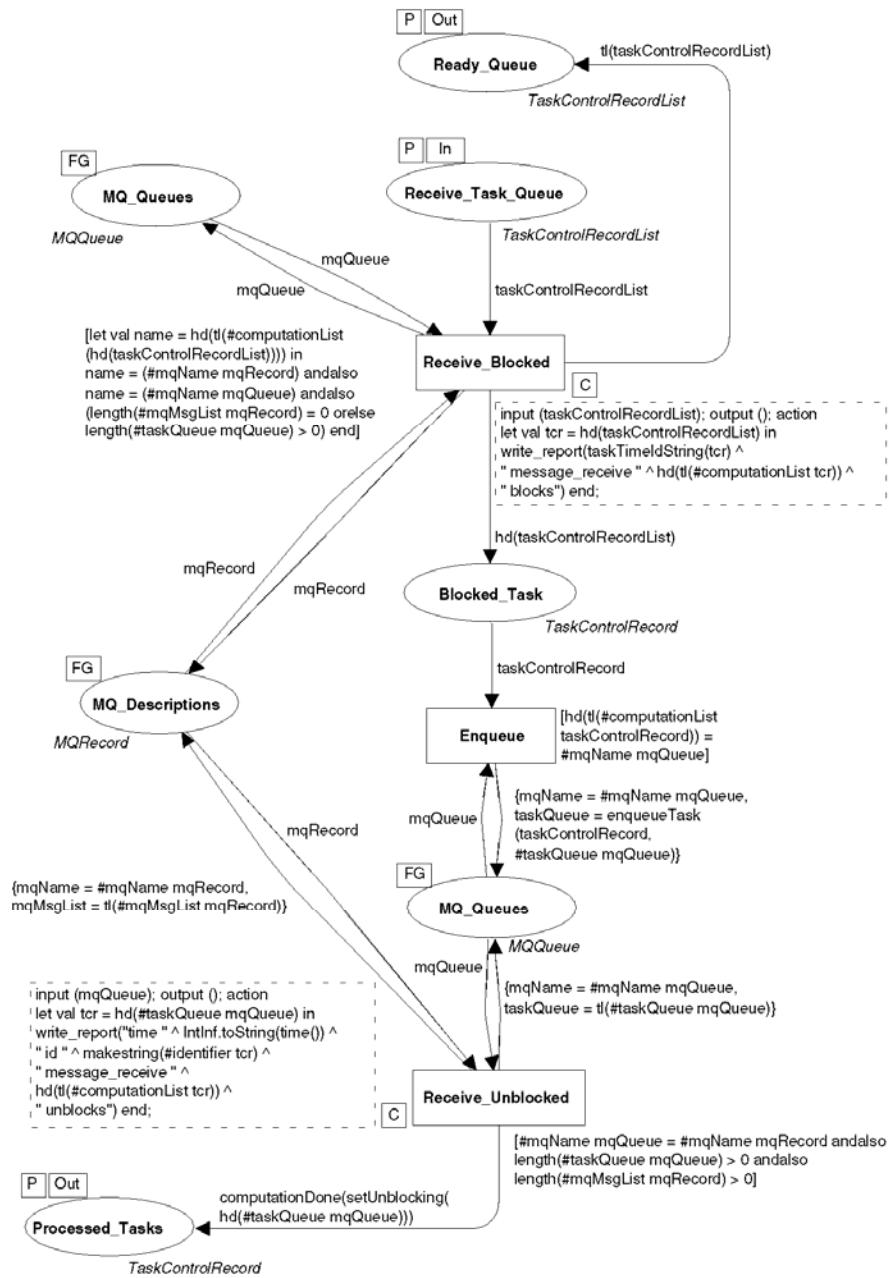 P Out
Ready_Queue
tl(taskControlRecordList)
TaskControlRecordList
FG
MQ_Queues
MQQueue
P In
Receive_Task_Queue
TaskControlRecordList
mqQueue
mqQueue
taskControlRecordList
[let val name = hd(tl(#computationList
(hd(taskControlRecordList)))) in
name = (#mqName mqRecord) andalso
name = (#mqName mqQueue) andalso
(length(#mqMsgList mqRecord) = 0 orelse
length(#taskQueue mqQueue) > 0) end]
Receive_Blocked
C
input (taskControlRecordList); output (); action
let val tcr = hd(taskControlRecordList) in
write_report(taskTimeIdString(tcr) ^
" message_receive " ^ hd(tl(#computationList tcr)) ^
" blocks") end;
hd(taskControlRecordList)
mqRecord
mqRecord
Blocked_Task
TaskControlRecord
taskControlRecord
FG
MQ_Descriptions
MQRecord
Enqueue
[hd(tl(#computationList
taskControlRecord)) =
#mqName mqQueue]
mqQueue
{mqName = #mqName mqQueue,
taskQueue = enqueueTask
(taskControlRecord,
#taskQueue mqQueue)}
mqRecord
{mqName = #mqName mqRecord,
mqMsgList = tl(#mqMsgList mqRecord)}
FG
MQ_Queues
MQQueue
mqQueue
{mqName = #mqName mqQueue,
taskQueue = tl(#taskQueue mqQueue)}
input (mqQueue); output (); action
let val tcr = hd(#taskQueue mqQueue) in
write_report("time " ^ IntInf.toString(time()) ^
" id " ^ makestring(#identifier tcr) ^
" message_receive " ^
hd(tl(#computationList tcr)) ^
" unblocks") end;
C
Receive_Unblocked
[#mqName mqQueue = #mqName mqRecord andalso
length(#taskQueue mqQueue) > 0 andalso
length(#mqMsgList mqRecord) > 0]
P Out
Processed_Tasks
TaskControlRecord
computationDone(setUnblocking(
hd(#taskQueue mqQueue)))